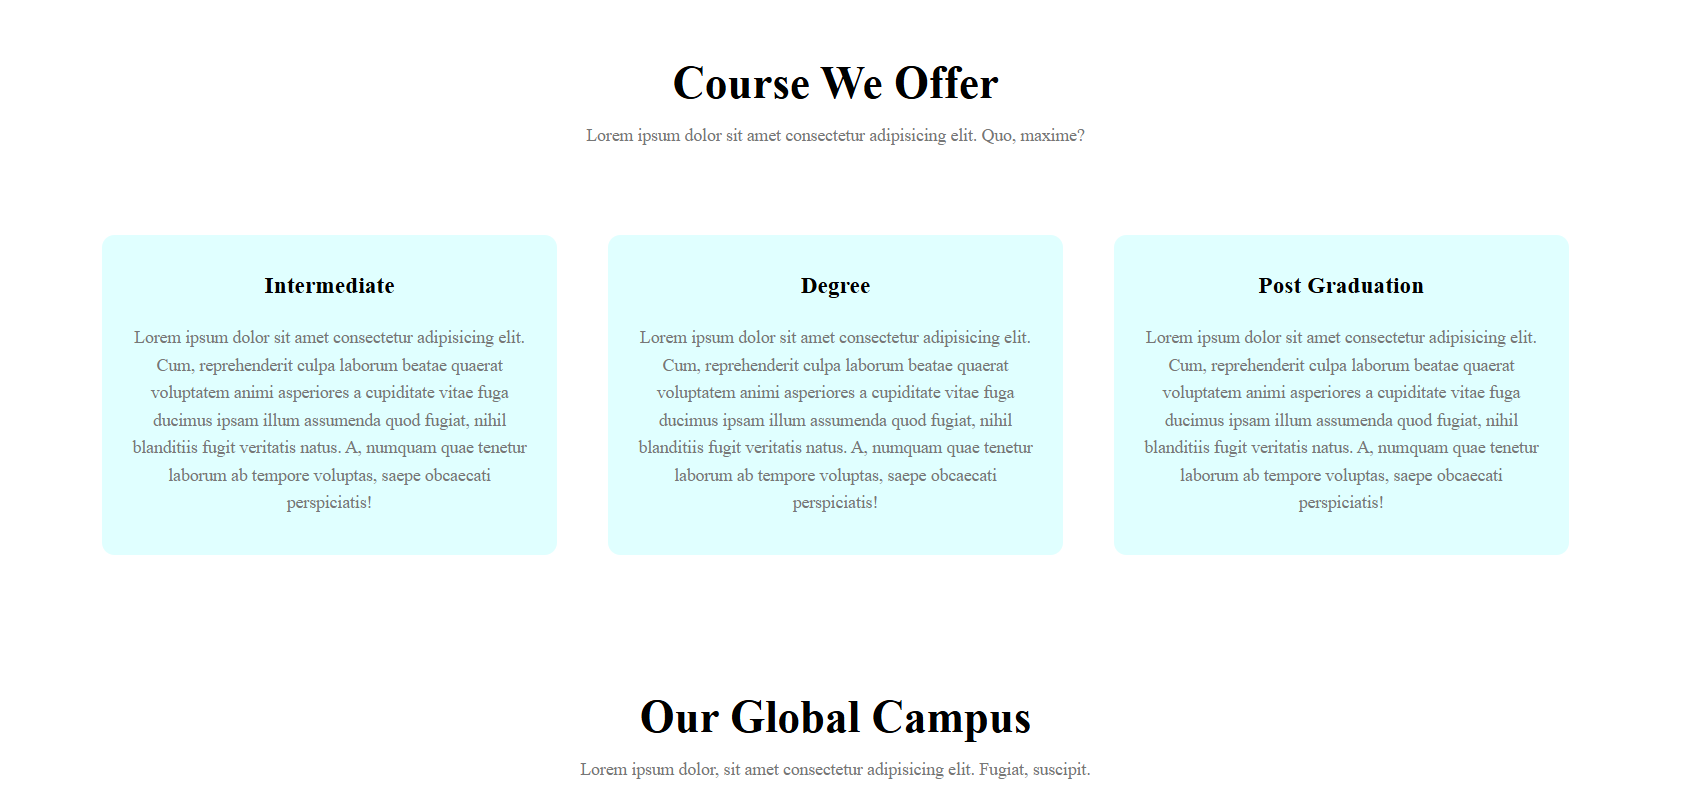 Course We Offer
Lorem ipsum dolor sit amet consectetur adipisicing elit. Quo, maxime?
Intermediate
Lorem ipsum dolor sit amet consectetur adipisicing elit.
Cum, reprehenderit culpa laborum beatae quaerat
voluptatem animi asperiores a cupiditate vitae fuga
ducimus ipsam illum assumenda quod fugiat, nihil
blanditiis fugit veritatis natus. A, numquam quae tenetur
laborum ab tempore voluptas, saepe obcaecati
perspiciatis!
Degree
Lorem ipsum dolor sit amet consectetur adipisicing elit.
Cum, reprehenderit culpa laborum beatae quaerat
voluptatem animi asperiores a cupiditate vitae fuga
ducimus ipsam illum assumenda quod fugiat, nihil
blanditiis fugit veritatis natus. A, numquam quae tenetur
laborum ab tempore voluptas, saepe obcaecati
perspiciatis!
Post Graduation
Lorem ipsum dolor sit amet consectetur adipisicing elit.
Cum, reprehenderit culpa laborum beatae quaerat
voluptatem animi asperiores a cupiditate vitae fuga
ducimus ipsam illum assumenda quod fugiat, nihil
blanditiis fugit veritatis natus. A, numquam quae tenetur
laborum ab tempore voluptas, saepe obcaecati
perspiciatis!
Our Global Campus
Lorem ipsum dolor, sit amet consectetur adipisicing elit. Fugiat, suscipit.